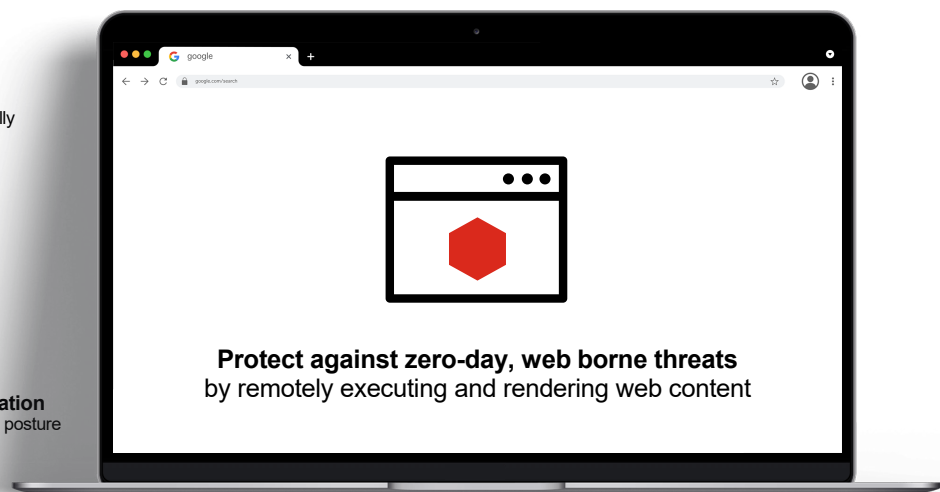 google
google.com/search
lly
Protect against zero-day, web borne threats
by remotely executing and rendering web content
ation
posture